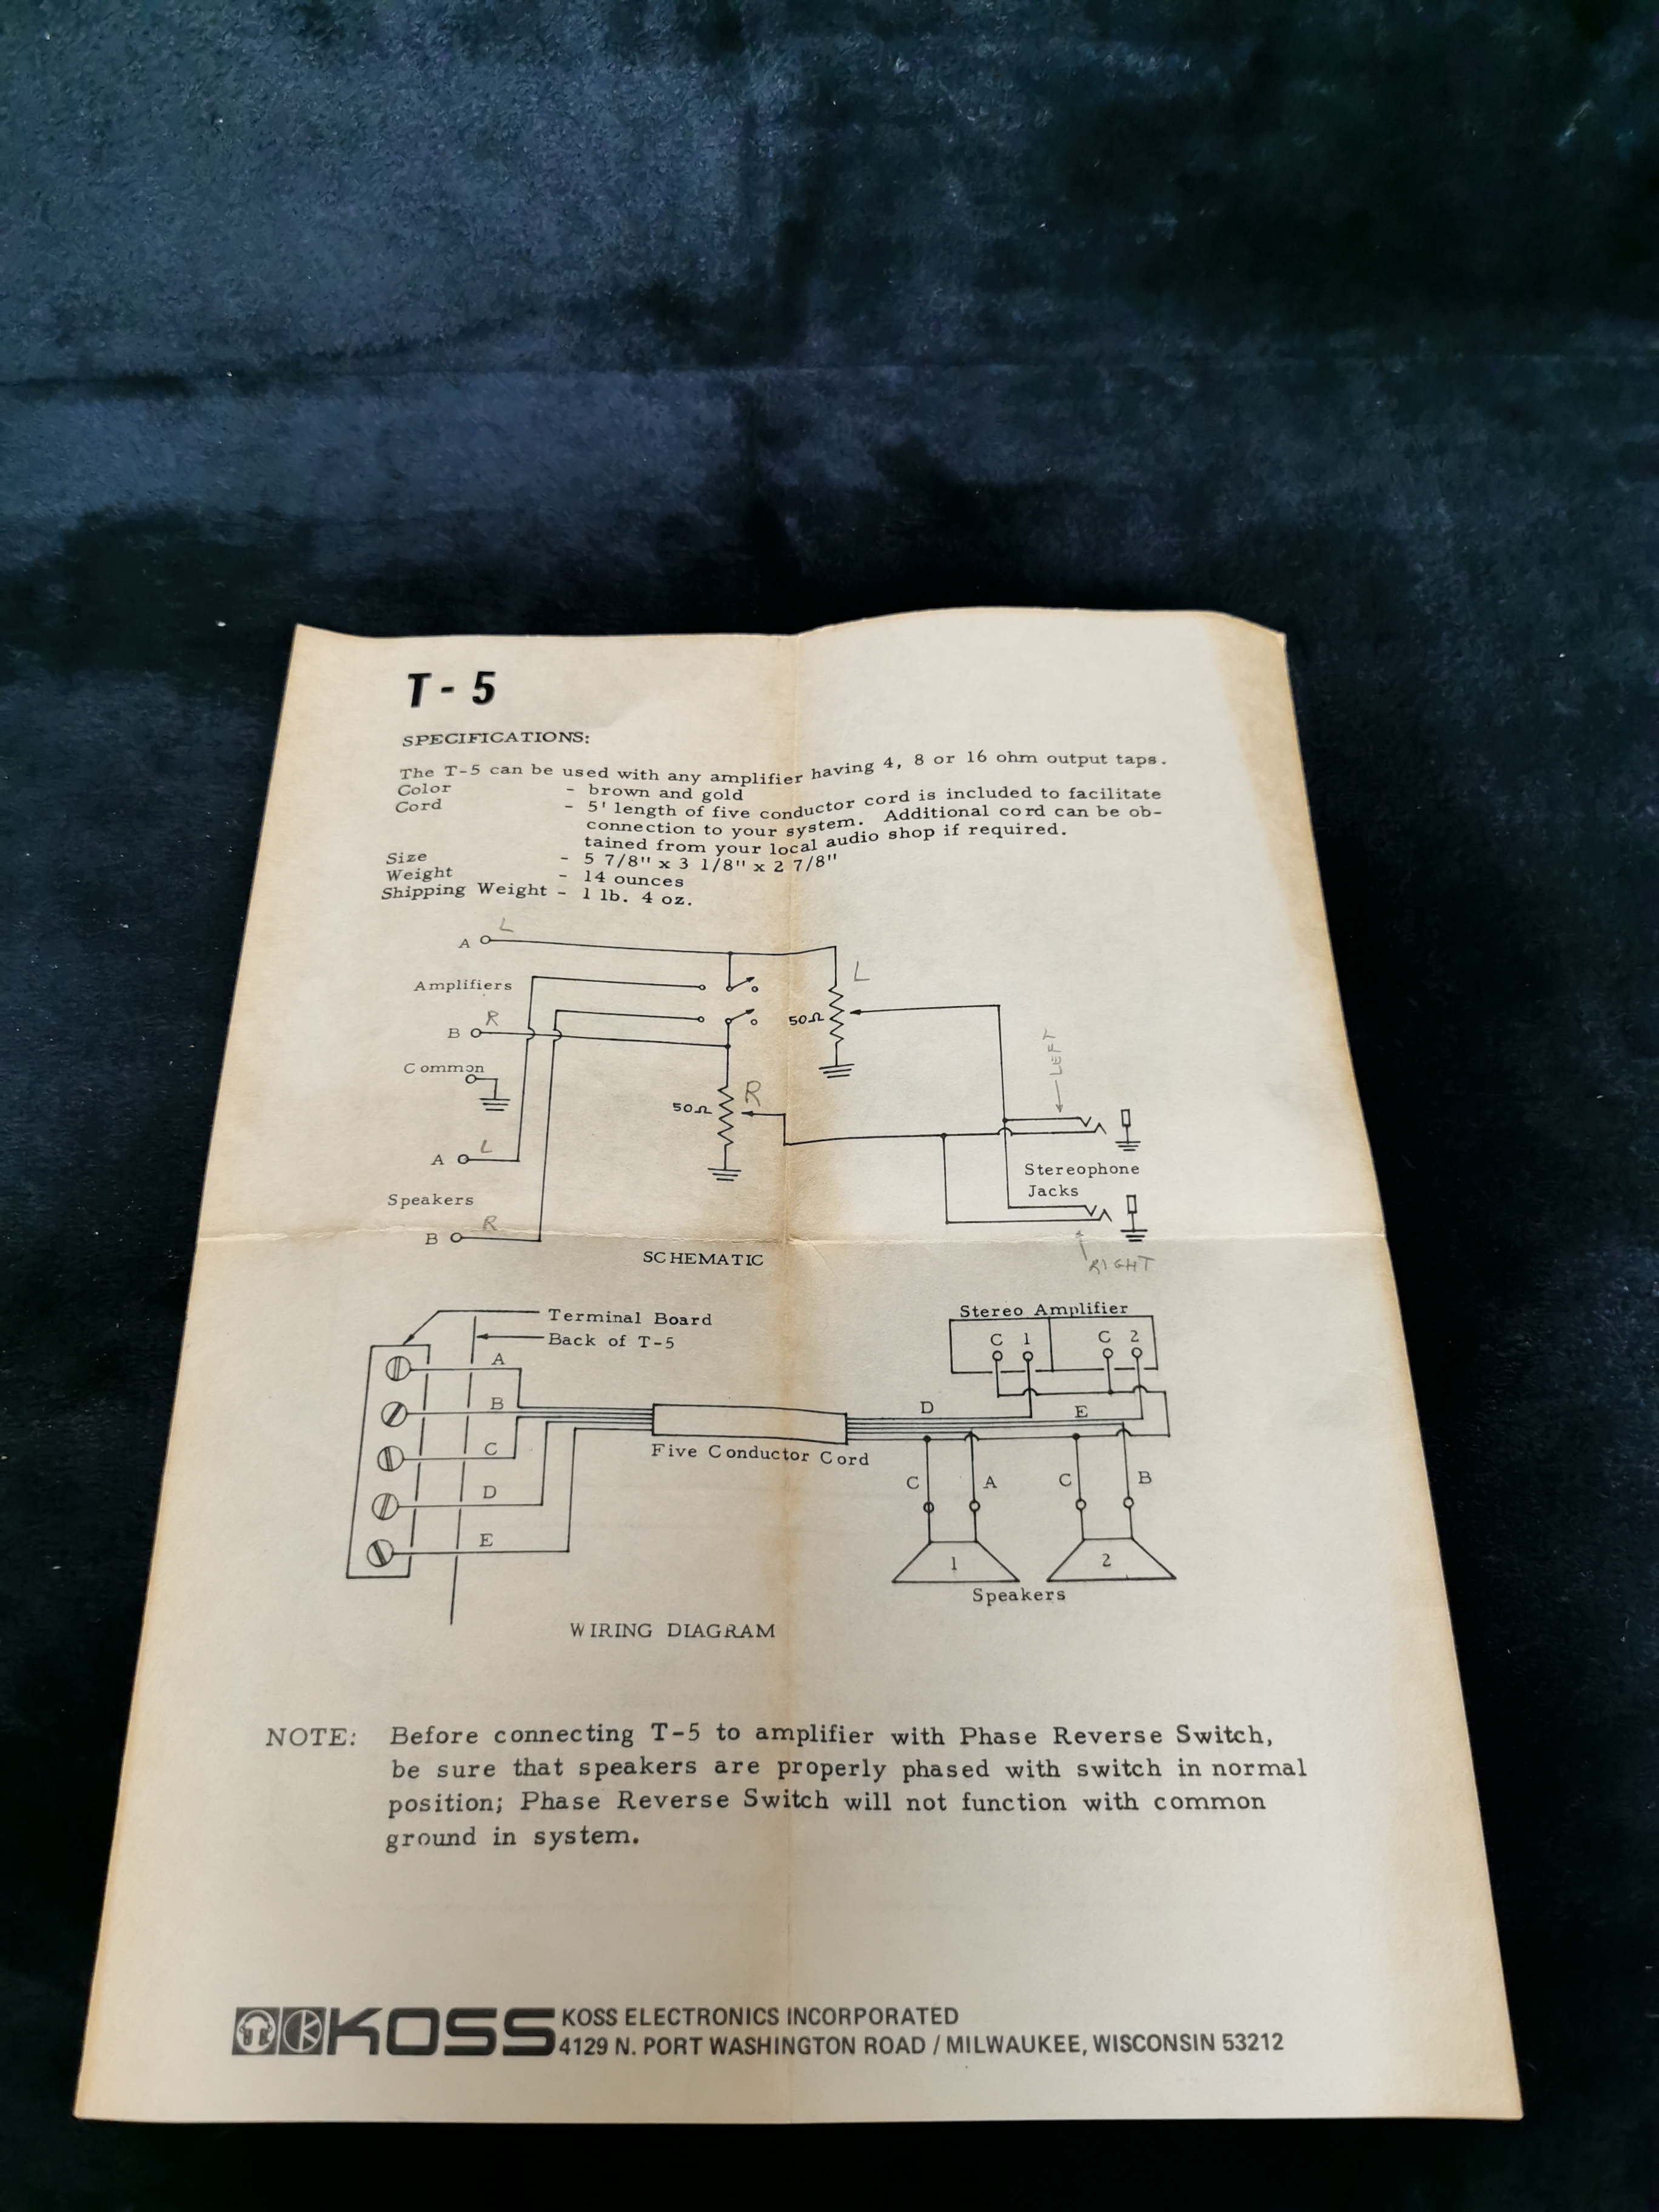 T-5
SPECIFICATIONS:
The T-5 can be used with any amplifier having 4, 8 or 16 ohm output taps.
Color - brown and gold
Cord - 5' length of five conductor cord is included to facilitate
connection to your system. Additional cord can be ob-
tained from your local audio shop if required.
Size - 5 7/8" x 3 1/8" x 2 7/8"
Weight - 14 ounces
Shipping Weight - 1 lb. 4 oz.
A L
L
Amplifiers
50Ω
B R
LEFT
Common
50Ω R
A L
Stereophone
Jacks
Speakers
B R
SCHEMATIC
RIGHT
Terminal Board
Back of T-5
Stereo Amplifier
C 1 C 2
A
B
C
D
E
Five Conductor Cord
D E
C A C B
1 2
Speakers
WIRING DIAGRAM
NOTE: Before connecting T-5 to amplifier with Phase Reverse Switch,
be sure that speakers are properly phased with switch in normal
position; Phase Reverse Switch will not function with common
ground in system.
KOSS KOSS ELECTRONICS INCORPORATED
4129 N. PORT WASHINGTON ROAD / MILWAUKEE, WISCONSIN 53212